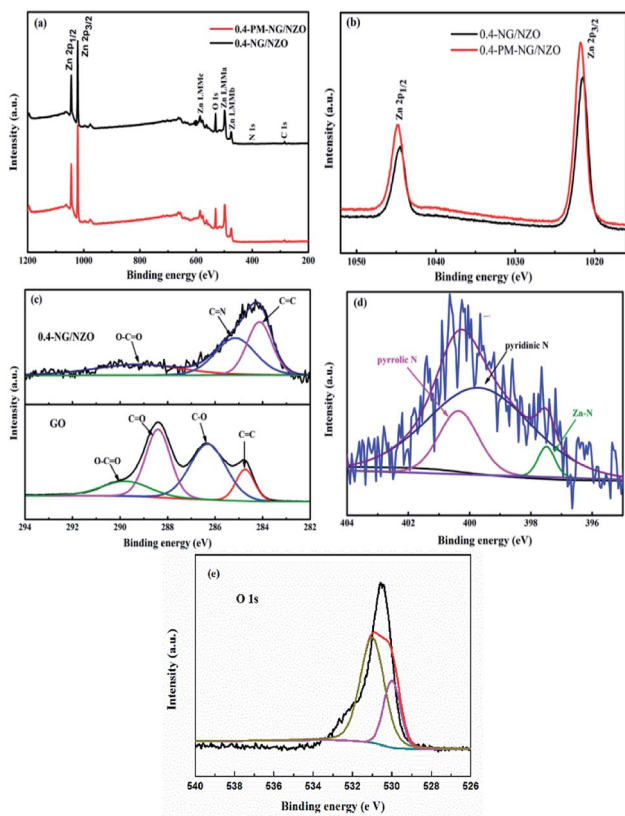 (a)
0.4-PM-NG/NZO
0.4-NG/NZO
Zn 2p1/2
Zn 2p3/2
Zn LMMc
O 1s
Zn LMMa
Zn LMMb
N 1s
C 1s
Intensity (a.u.)
1200 1000 800 600 400 200
Binding energy (eV)
(b)
0.4-NG/NZO
0.4-PM-NG/NZO
Zn 2p1/2
Zn 2p3/2
Intensity (a.u.)
1050 1040 1030 1020
Binding energy (eV)
(c)
0.4-NG/NZO
O-C=O
C=N
C=C
GO
O-C=O
C=O
C-O
C=C
Intensity (a.u.)
294 292 290 288 286 284 282
Binding energy (eV)
(d)
pyrrolic N
pyridinic N
Zn-N
Intensity (a.u.)
404 402 400 398 396
Binding energy (eV)
(e)
O 1s
Intensity (a.u.)
540 538 536 534 532 530 528 526
Binding energy (e V)